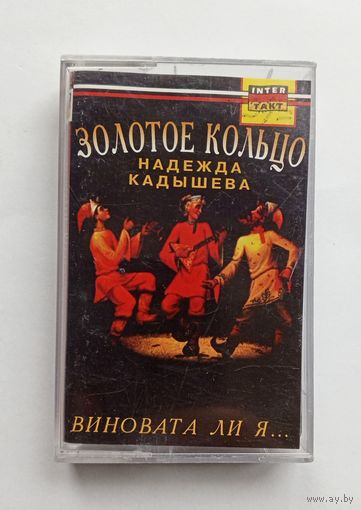 INTER
TAKT
ЗОЛОТОЕ КОЛЬЦО
НАДЕЖДА
КАДЫШЕВА
ВИНОВАТА ЛИ Я...
www.ay.by